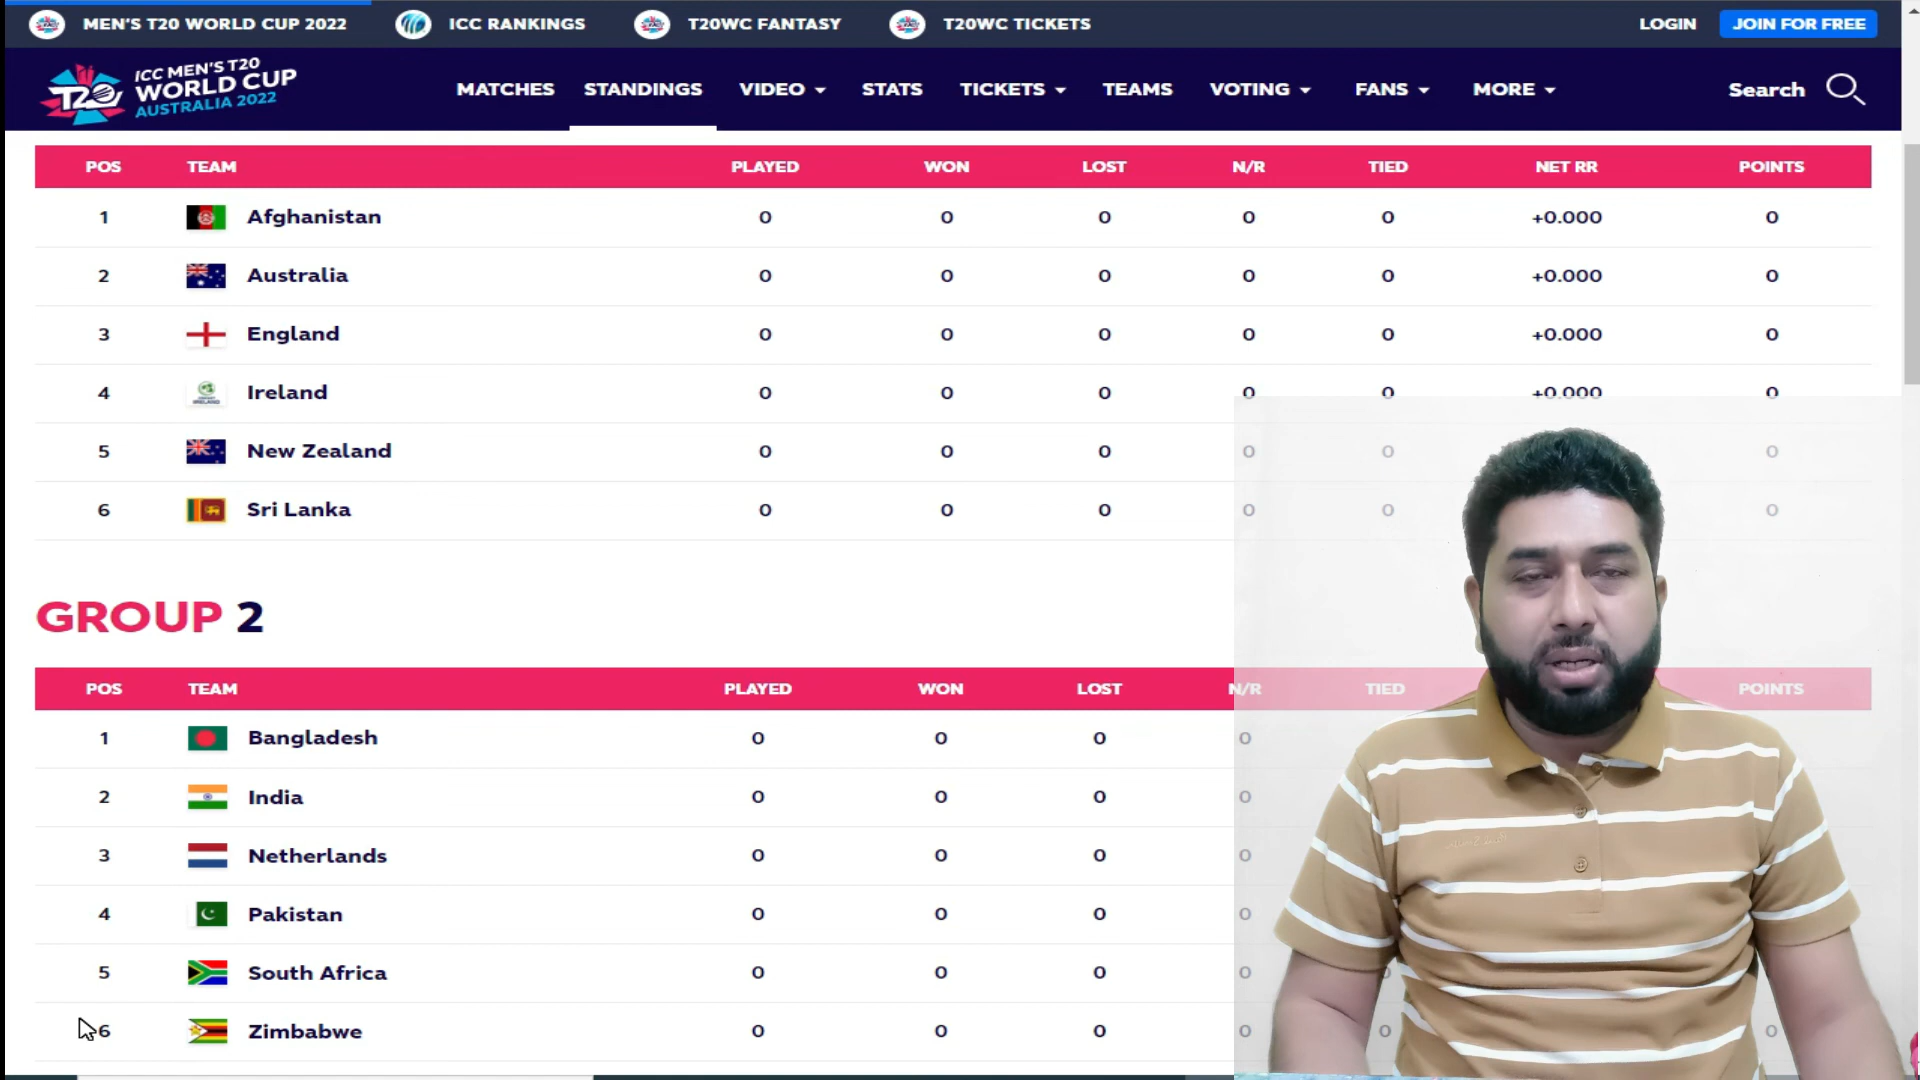 MEN'S T20 WORLD CUP 2022 ICC RANKINGS T20WC FANTASY T20WC TICKETS LOGIN JOIN FOR FREE
T20 ICC MEN'S T20
WORLD CUP
AUSTRALIA 2022
MATCHES STANDINGS VIDEO STATS TICKETS TEAMS VOTING FANS MORE Search
POS TEAM PLAYED WON LOST N/R TIED NET RR POINTS
1 Afghanistan 0 0 0 0 0 +0.000 0
2 Australia 0 0 0 0 0 +0.000 0
3 England 0 0 0 0 0 +0.000 0
4 Ireland 0 0 0 0 0 +0.000 0
5 New Zealand 0 0 0 0 0 0
6 Sri Lanka 0 0 0 0 0 0
GROUP 2
POS TEAM PLAYED WON LOST N/R TIED POINTS
1 Bangladesh 0 0 0 0
2 India 0 0 0 0
3 Netherlands 0 0 0 0
4 Pakistan 0 0 0 0
5 South Africa 0 0 0 0 0
6 Zimbabwe 0 0 0 0 0 0